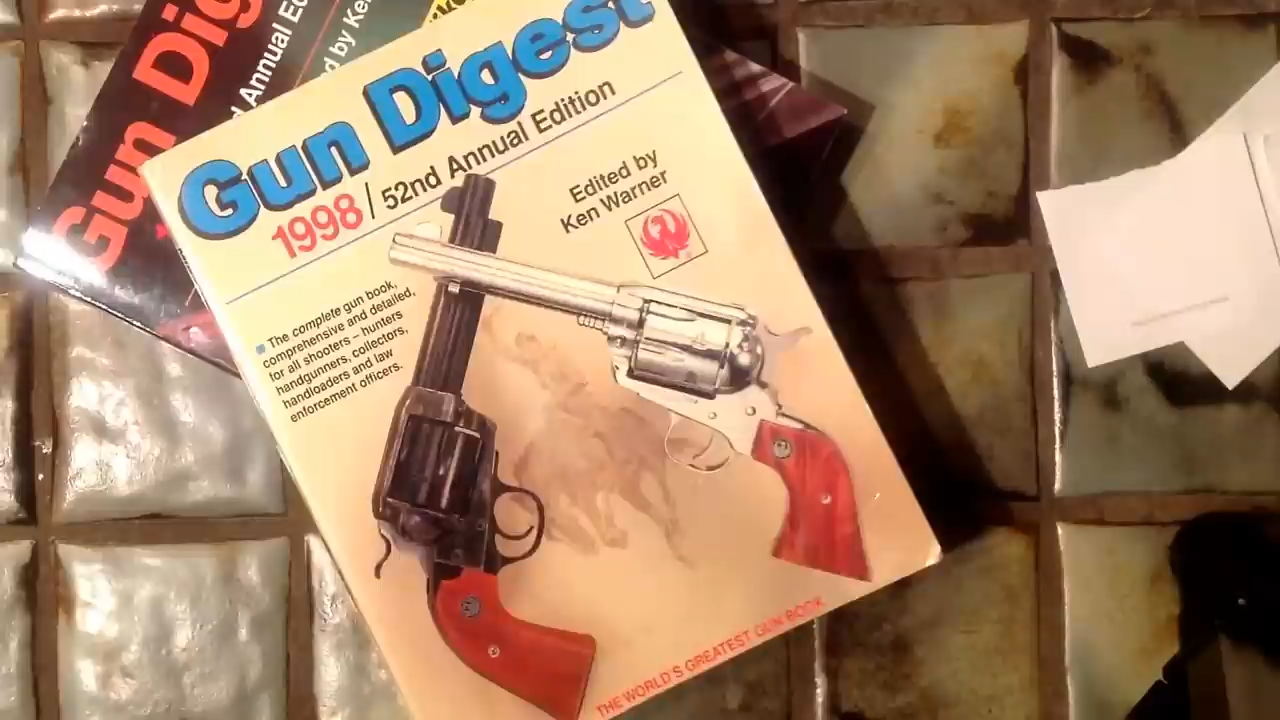 Gun Dig
d Annual Ed
d by Ke
Gun Digest
1998 / 52nd Annual Edition
Edited by
Ken Warner
The complete gun book,
comprehensive and detailed,
for all shooters – hunters
handgunners, collectors,
handloaders and law
enforcement officers.
THE WORLD'S GREATEST GUN BOOK